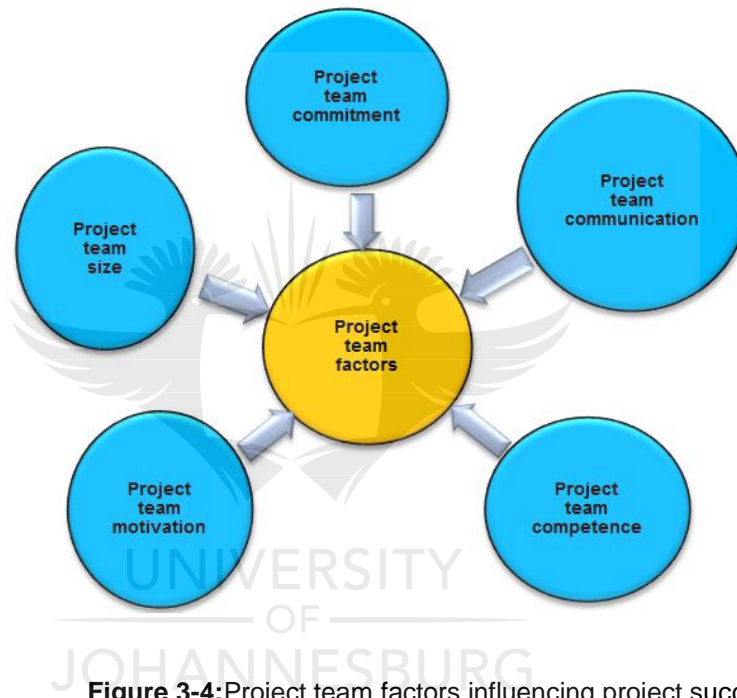 Project
team
commitment
Project
team
communication
Project
team
size
Project
team
factors
Project
team
motivation
Project
team
competence
UNIVERSITY
OF
JOHANNESBURG
Figure 3-4:Project team factors influencing project succ